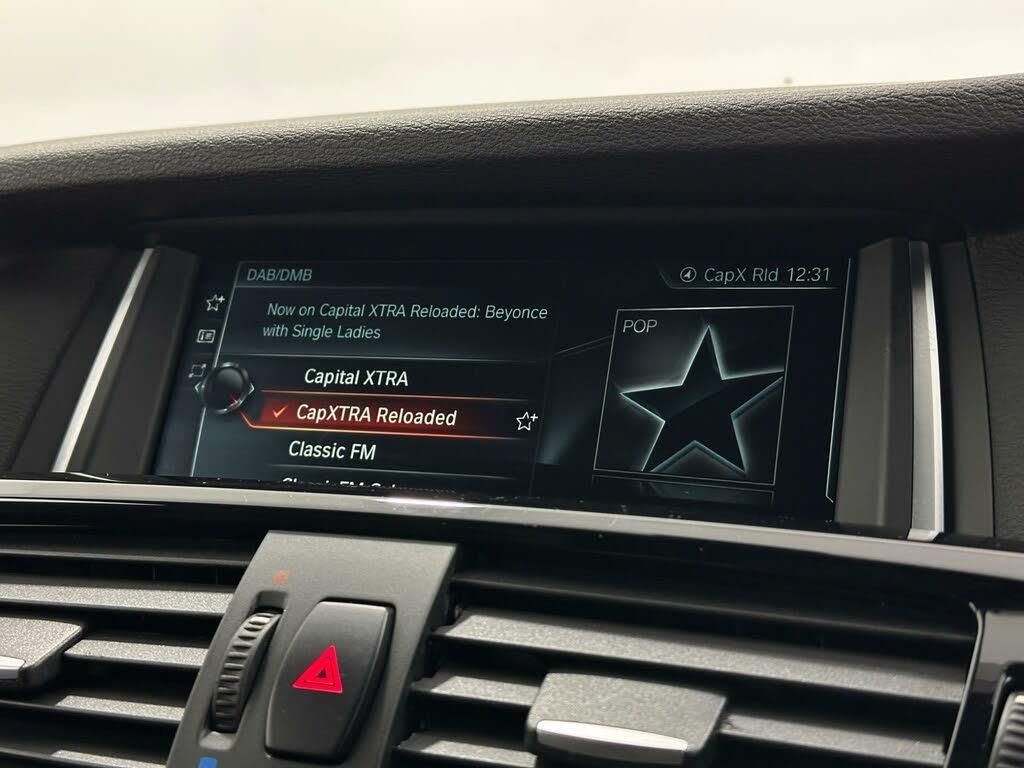 DAB/DMB
CapX Rld 12:31
Now on Capital XTRA Reloaded: Beyonce
with Single Ladies
POP
Capital XTRA
CapXTRA Reloaded
Classic FM